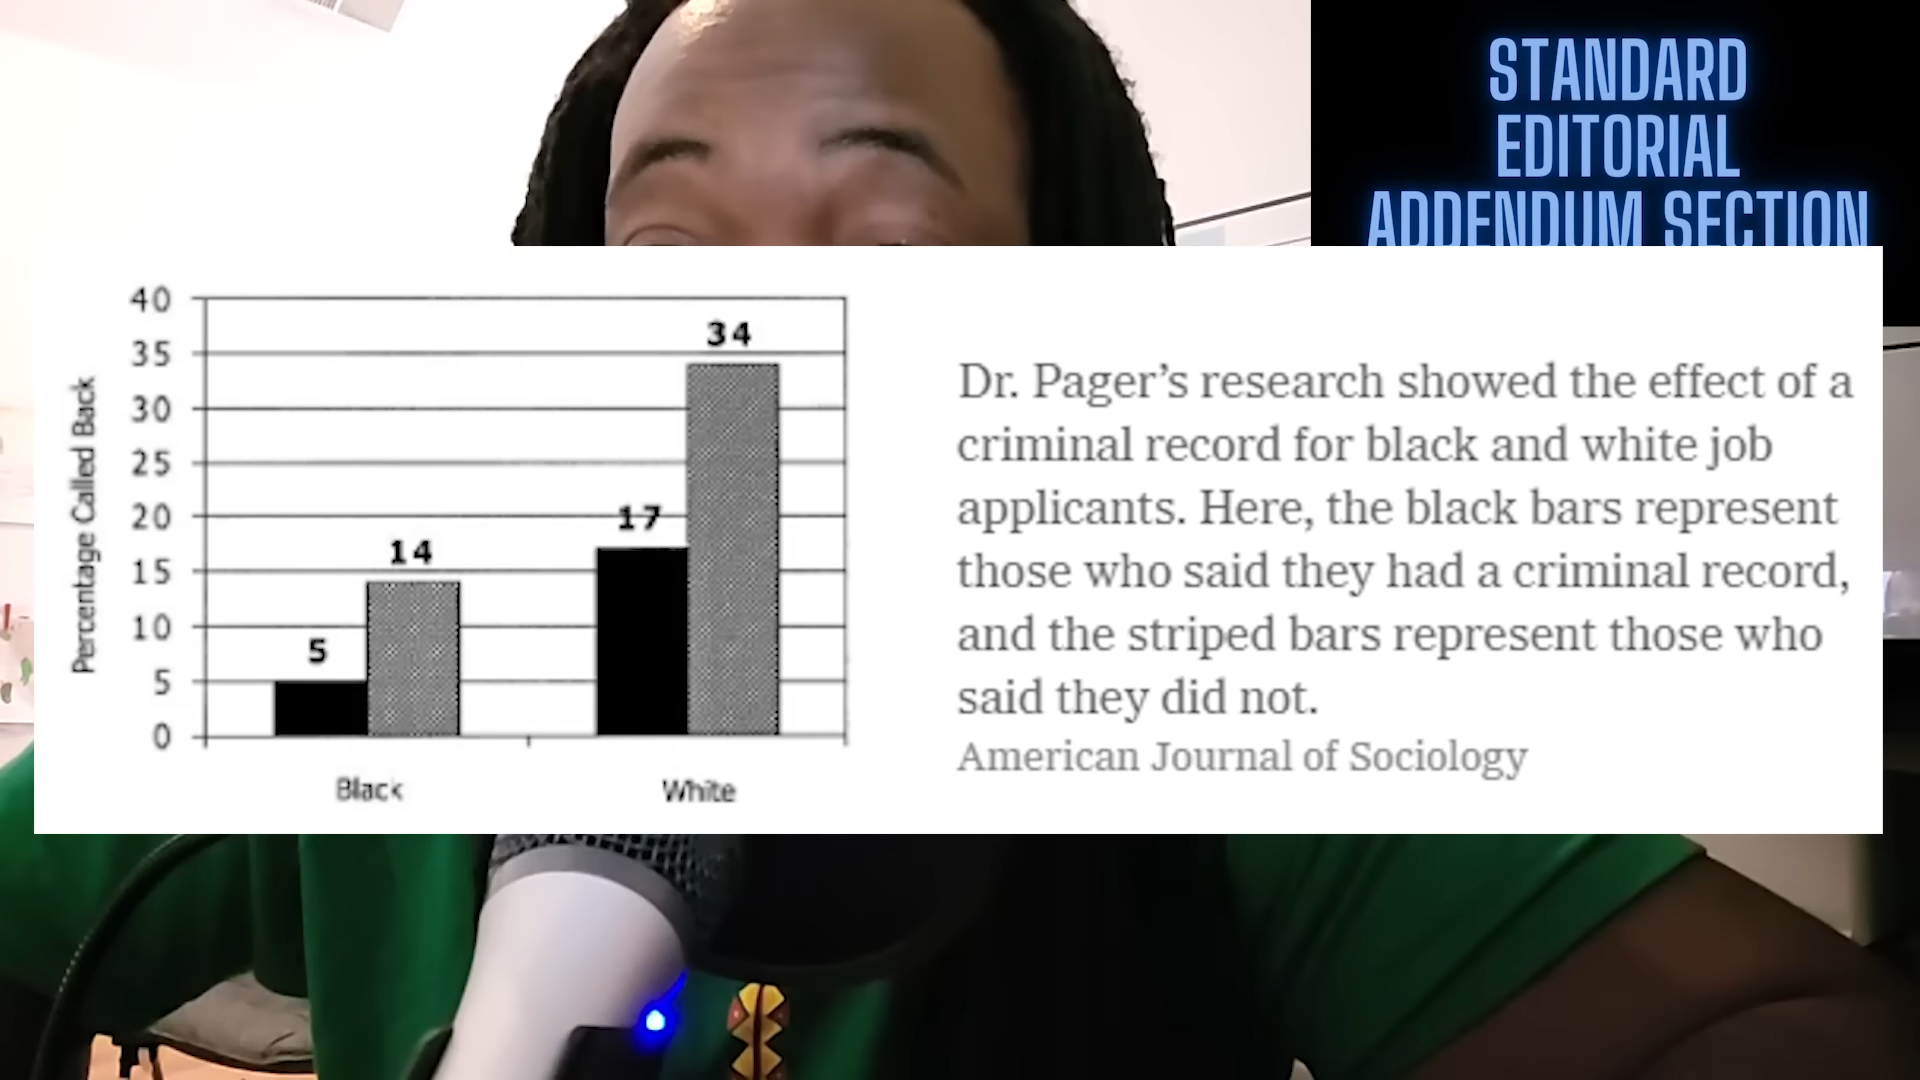 STANDARD
EDITORIAL
ADDENDUM SECTION
40
35
30
25
20
15
10
5
0
Percentage Called Back
5
14
17
34
Black
White
Dr. Pager’s research showed the effect of a
criminal record for black and white job
applicants. Here, the black bars represent
those who said they had a criminal record,
and the striped bars represent those who
said they did not.
American Journal of Sociology